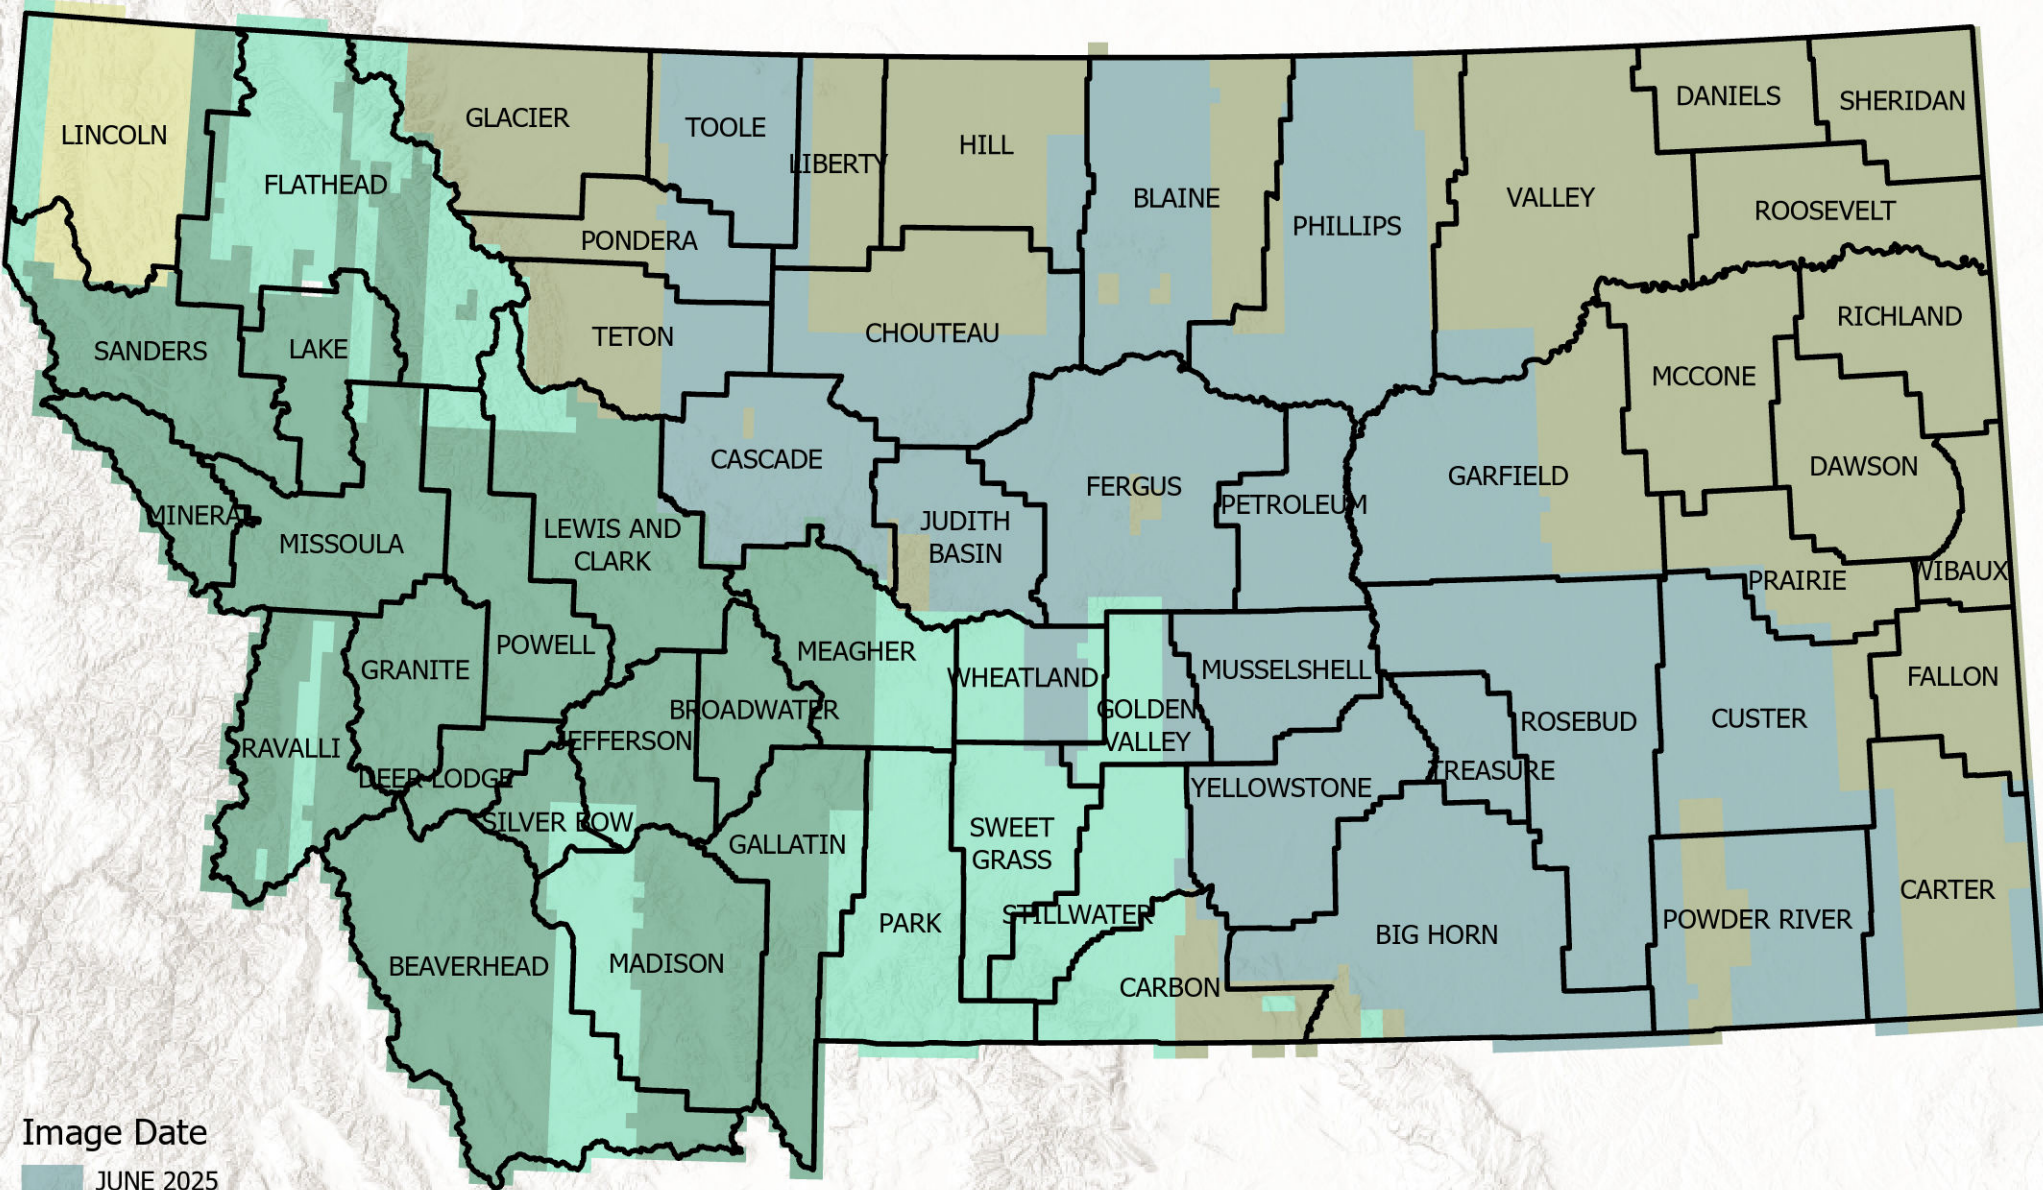 DANIELS
SHERIDAN
GLACIER
TOOLE
LINCOLN
HILL
LIBERTY
FLATHEAD
BLAINE
VALLEY
ROOSEVELT
PHILLIPS
PONDERA
RICHLAND
TETON
CHOUTEAU
SANDERS
LAKE
MCCONE
CASCADE
DAWSON
GARFIELD
FERGUS
PETROLEUM
MINERA
JUDITH
BASIN
LEWIS AND
CLARK
MISSOULA
PRAIRIE
WIBAUX
POWELL
MEAGHER
GRANITE
WHEATLAND
MUSSELSHELL
FALLON
BROADWATER
GOLDEN
VALLEY
ROSEBUD
CUSTER
JEFFERSON
RAVALLI
DEER LODGE
TREASURE
YELLOWSTONE
SILVER BOW
SWEET
GRASS
GALLATIN
CARTER
STILLWATER
PARK
POWDER RIVER
BIG HORN
BEAVERHEAD
MADISON
CARBON
Image Date
JUNE 2025